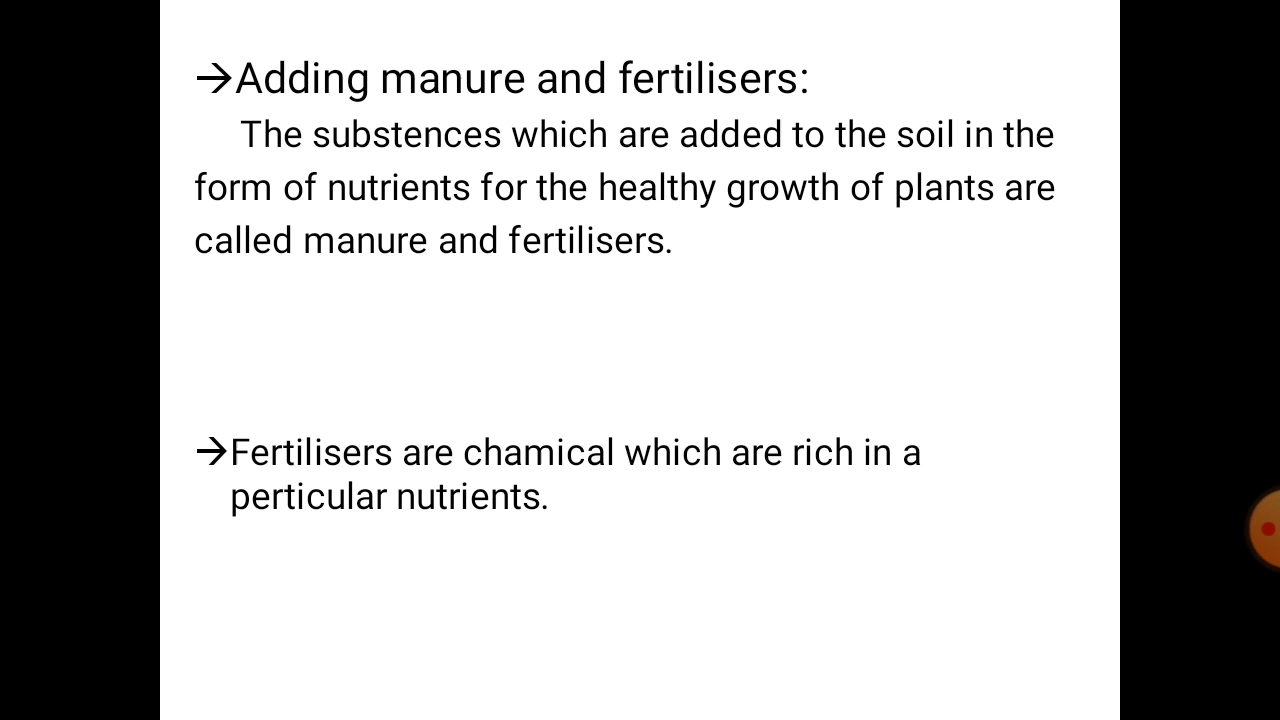 →Adding manure and fertilisers:
The substences which are added to the soil in the
form of nutrients for the healthy growth of plants are
called manure and fertilisers.
→Fertilisers are chamical which are rich in a
perticular nutrients.